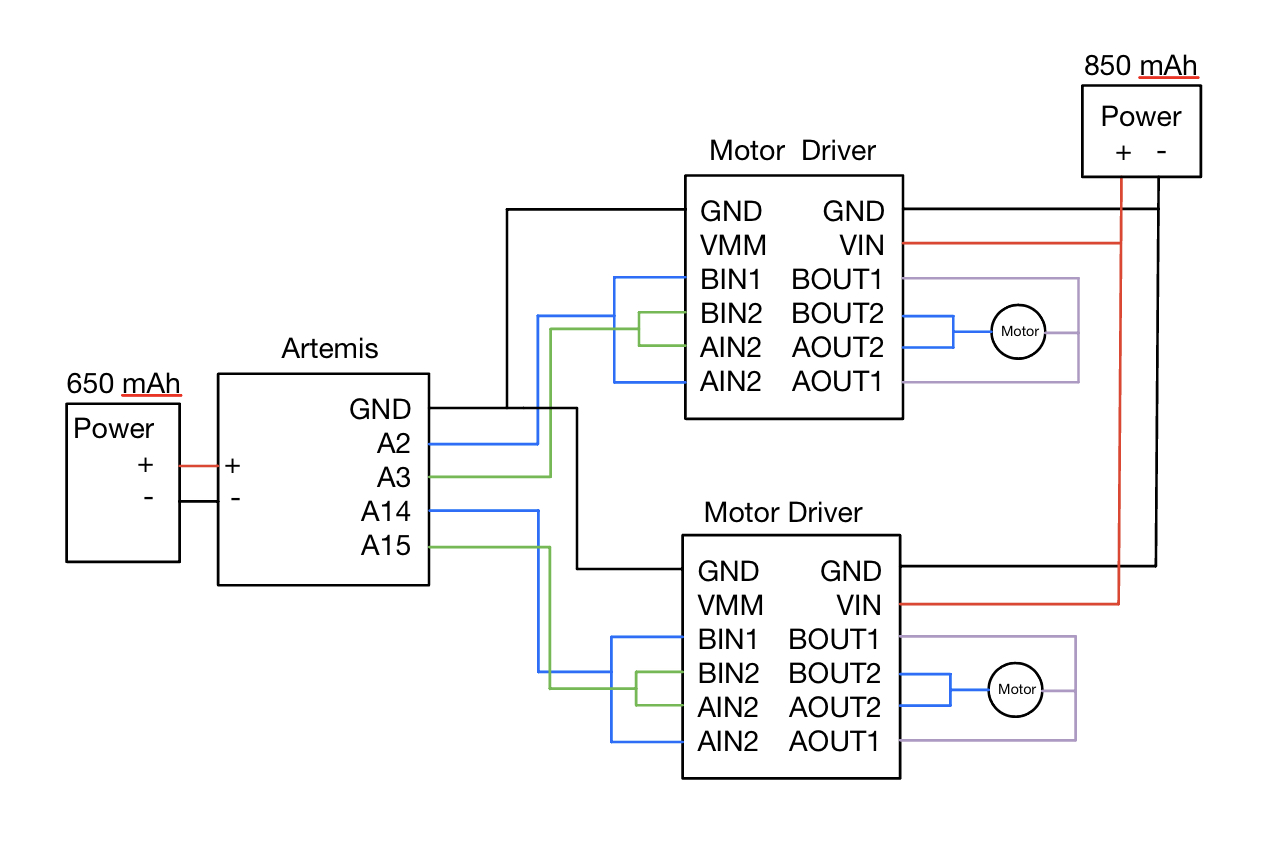 850 mAh
Power
+ -
Motor Driver
GND GND
VMM VIN
BIN1 BOUT1
BIN2 BOUT2
AIN2 AOUT2
AIN2 AOUT1
Motor
Artemis
650 mAh
Power
+
-
+
-
GND
A2
A3
A14
A15
Motor Driver
GND GND
VMM VIN
BIN1 BOUT1
BIN2 BOUT2
AIN2 AOUT2
AIN2 AOUT1
Motor